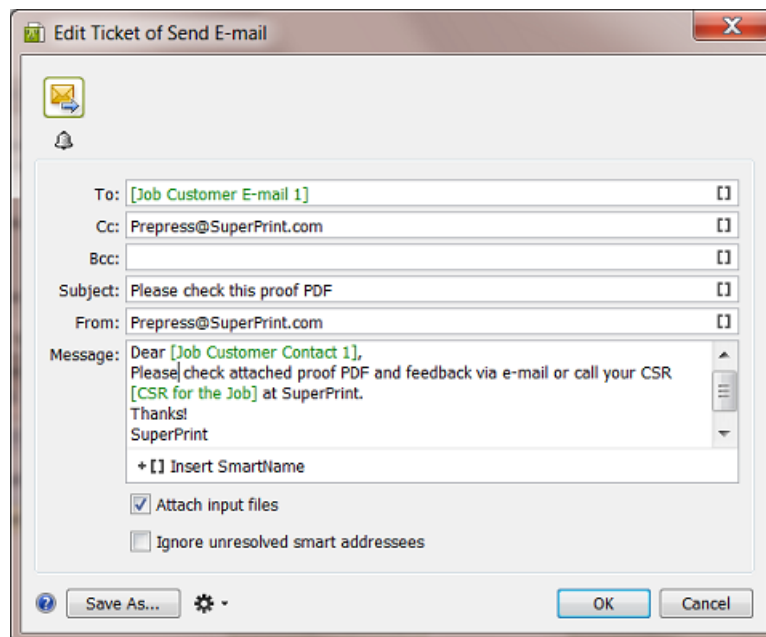 Edit Ticket of Send E-mail
To: [Job Customer E-mail 1] []
Cc: Prepress@SuperPrint.com []
Bcc: []
Subject: Please check this proof PDF []
From: Prepress@SuperPrint.com []
Message: Dear [Job Customer Contact 1],
Please check attached proof PDF and feedback via e-mail or call your CSR
[CSR for the Job] at SuperPrint.
Thanks!
SuperPrint
+[] Insert SmartName
Attach input files
Ignore unresolved smart addressees
? Save As... OK Cancel